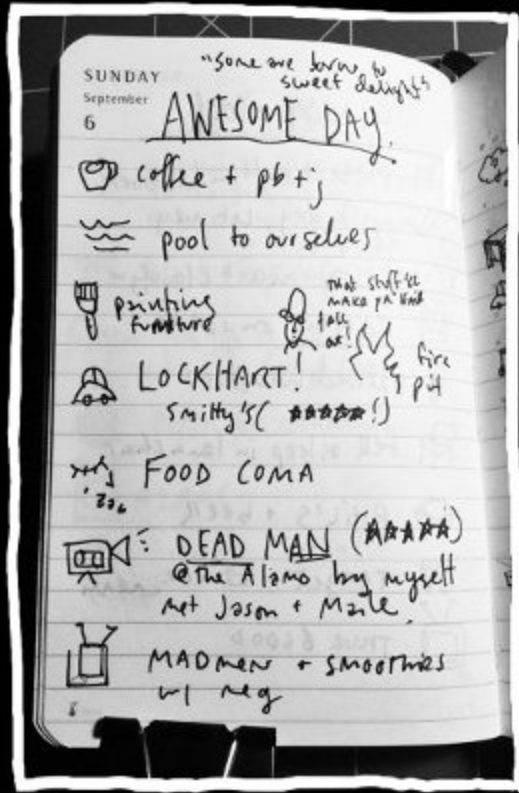 "some are born to
sweet delight"
SUNDAY
September
6
AWESOME DAY
coffee + pb + j
pool to ourselves
painting
furniture
that stuff'll
make ya hair
fall
out!
fire
pit
LOCKHART!
Smitty's ( ★★★★★!)
FOOD COMA
DEAD MAN (★★★★★)
@ the Alamo by myself
met Jason +
MAD men + smoothies
w/ meg